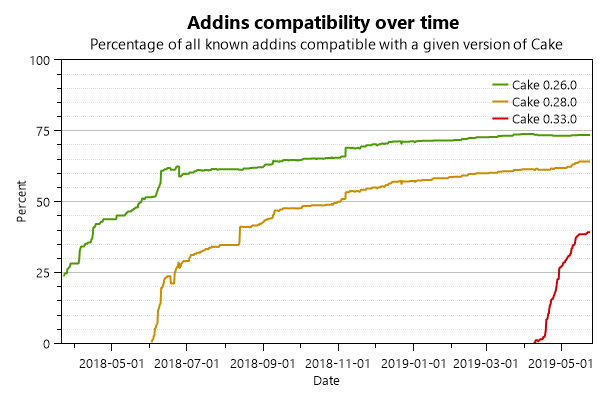 Addins compatibility over time
Percentage of all known addins compatible with a given version of Cake
100
75
50
25
0
Percent
Cake 0.26.0
Cake 0.28.0
Cake 0.33.0
2018-05-01 2018-07-01 2018-09-01 2018-11-01 2019-01-01 2019-03-01 2019-05-01
Date